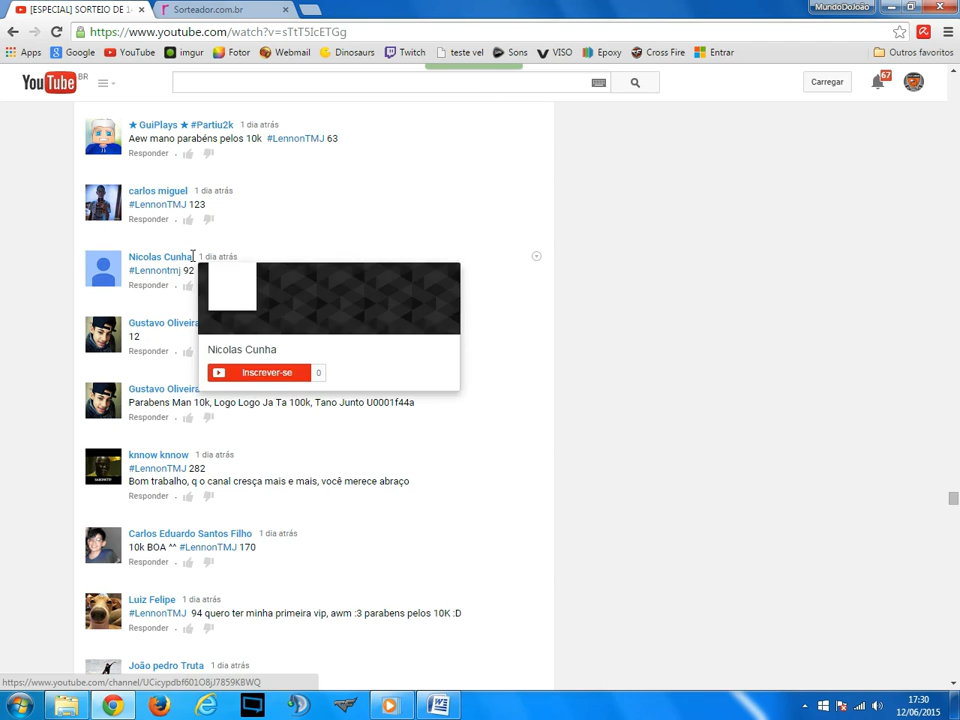 [ESPECIAL] SORTEIO DE 14
Sorteador.com.br
MundoDoJoão
https://www.youtube.com/watch?v=sTtT5IcETGg
Apps
Google
YouTube
imgur
Fotor
Webmail
Downsizing
Twitch
teste vel
Sons
VISO
Epoxy
Cross Fire
Entrar
Outros favoritos
YouTube BR
Carregar
67
★ GuiPlays ★ #Partiu2k 1 dia atrás
Aew mano parabéns pelos 10k #LennonTMJ 63
Responder
carlos miguel 1 dia atrás
#LennonTMJ 123
Responder
Nicolas Cunha 1 dia atrás
#Lennontmj 92
Responder
Nicolas Cunha
Inscrever-se 0
Gustavo Oliveira
12
Responder
Gustavo Oliveira
Parabens Man 10k, Logo Logo Ja Ta 100k, Tano Junto U0001f44a
Responder
knnow knnow 1 dia atrás
#LennonTMJ 282
Bom trabalho, q o canal cresça mais e mais, você merece abraço
Responder
Carlos Eduardo Santos Filho 1 dia atrás
10k BOA ^^ #LennonTMJ 170
Responder
Luiz Felipe 1 dia atrás
#LennonTMJ 94 quero ter minha primeira vip, awm :3 parabens pelos 10K :D
Responder
João pedro Truta 1 dia atrás
https://www.youtube.com/channel/UCicypdbf601O8jJ7859KBWQ
17:30
12/06/2015